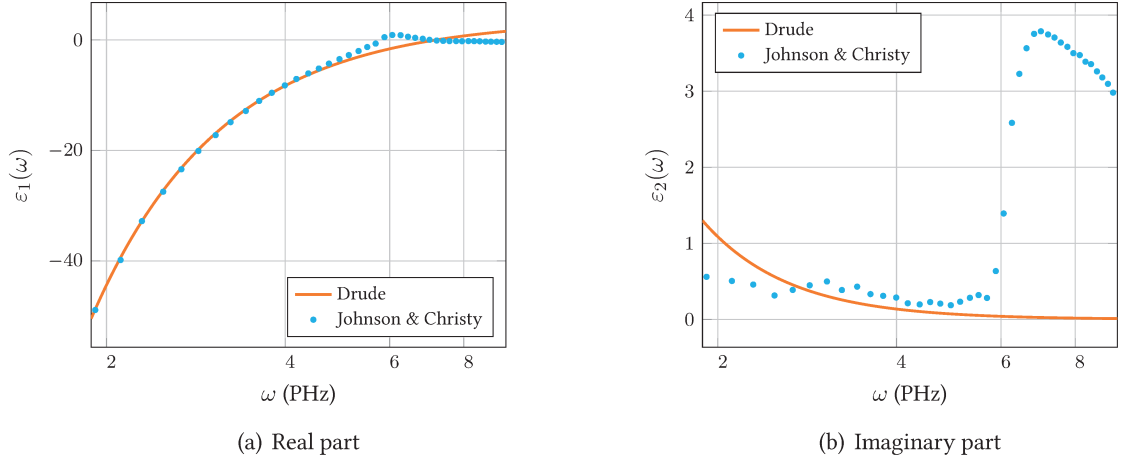 0
−20
−40
ε₁(ω)
Drude
Johnson & Christy
2
4
6
8
ω (PHz)
(a) Real part
4
3
2
1
0
ε₂(ω)
Drude
Johnson & Christy
2
4
6
8
ω (PHz)
(b) Imaginary part